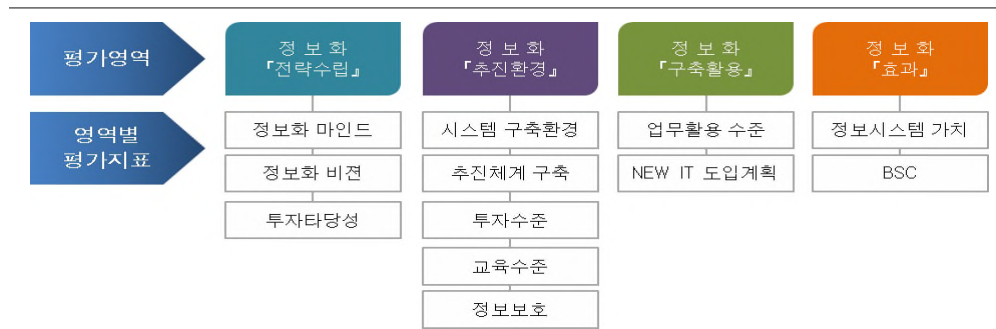 평가영역
정 보 화
『전략수립』
정 보 화
『추진환경』
정 보 화
『구축활용』
정 보 화
『효과』
영역별
평가지표
정보화 마인드
정보화 비젼
투자타당성
시스템 구축환경
추진체계 구축
투자수준
교육수준
정보보호
업무활용 수준
NEW IT 도입계획
정보시스템 가치
BSC